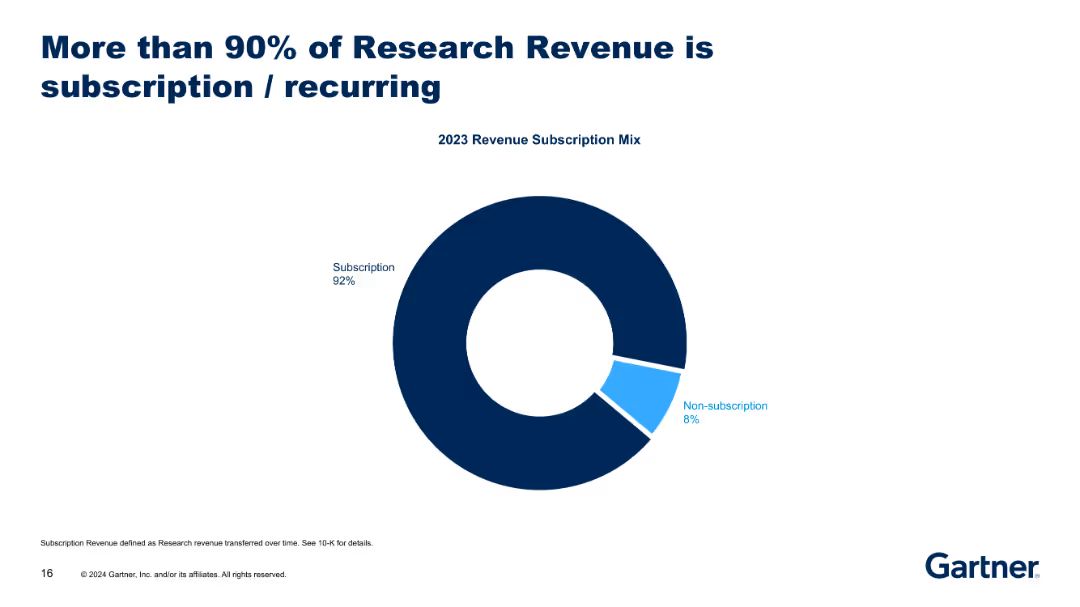 More than 90% of Research Revenue is
subscription / recurring
2023 Revenue Subscription Mix
Subscription
92%
Non-subscription
8%
Subscription Revenue defined as Research revenue transferred over time. See 10-K for details.
16
© 2024 Gartner, Inc. and/or its affiliates. All rights reserved.
Gartner®